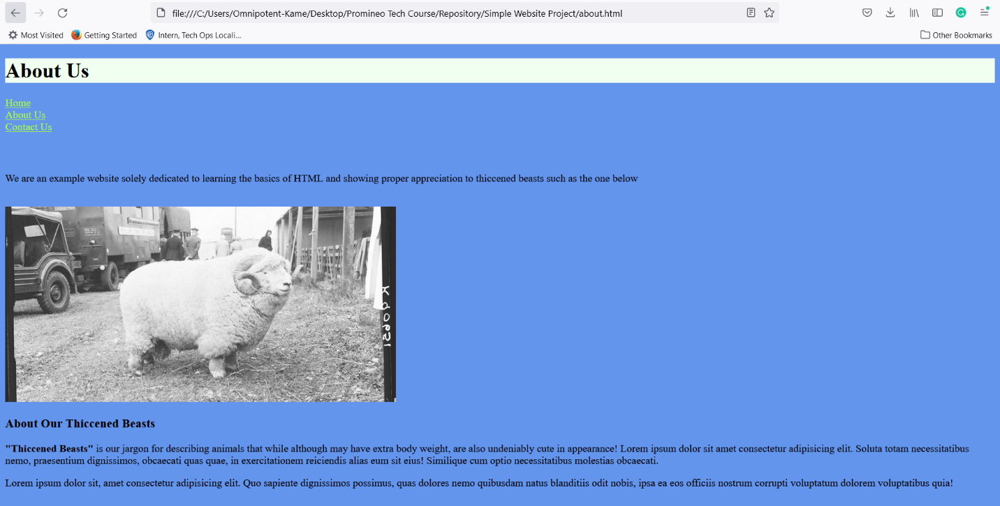 file:///C:/Users/Omnipotent-Kame/Desktop/Promineo Tech Course/Repository/Simple Website Project/about.html
Most Visited Getting Started Intern, Tech Ops Locali... Other Bookmarks
About Us
Home
About Us
Contact Us
We are an example website solely dedicated to learning the basics of HTML and showing proper appreciation to thiccened beasts such as the one below
About Our Thiccened Beasts
"Thiccened Beasts" is our jargon for describing animals that while although may have extra body weight, are also undeniably cute in appearance! Lorem ipsum dolor sit amet consectetur adipisicing elit. Soluta totam necessitatibus
nemo, praesentium dignissimos, obcaecati quas quae, in exercitationem reiciendis alias eum sit eius! Similique cum optio necessitatibus molestias obcaecati.
Lorem ipsum dolor sit, amet consectetur adipisicing elit. Quo sapiente dignissimos possimus, quas dolores nemo quibusdam natus blanditiis odit nobis, ipsa ea eos officiis nostrum corrupti voluptatum dolorem voluptatibus quia!